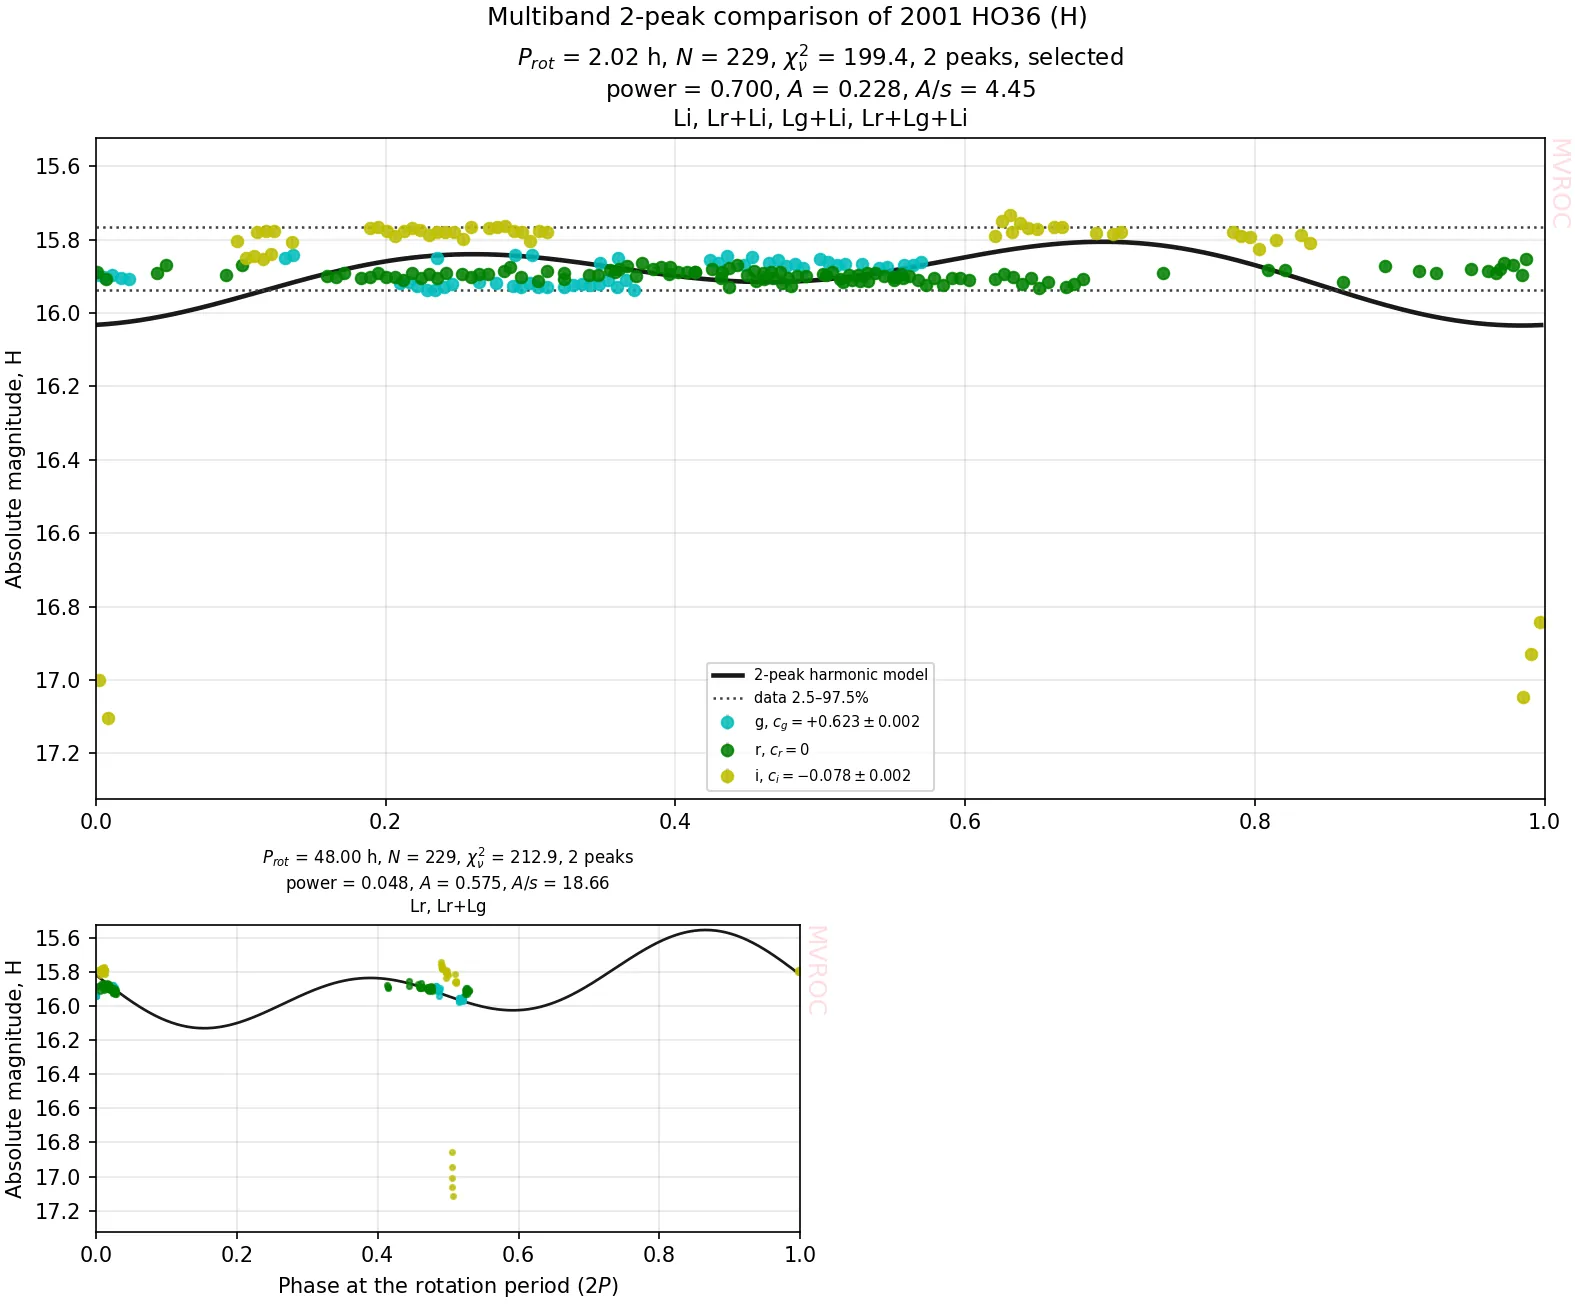 Multiband 2-peak comparison of 2001 HO36 (H)
P_rot = 2.02 h, N = 229, χ²_ν = 199.4, 2 peaks, selected
power = 0.700, A = 0.228, A/s = 4.45
Li, Lr+Li, Lg+Li, Lr+Lg+Li
MVROC
Absolute magnitude, H
15.6
15.8
16.0
16.2
16.4
16.6
16.8
17.0
17.2
2-peak harmonic model
data 2.5–97.5%
g, c_g = +0.623 ± 0.002
r, c_r = 0
i, c_i = −0.078 ± 0.002
0.0 0.2 0.4 0.6 0.8 1.0
P_rot = 48.00 h, N = 229, χ²_ν = 212.9, 2 peaks
power = 0.048, A = 0.575, A/s = 18.66
Lr, Lr+Lg
MVROC
Absolute magnitude, H
15.6
15.8
16.0
16.2
16.4
16.6
16.8
17.0
17.2
0.0 0.2 0.4 0.6 0.8 1.0
Phase at the rotation period (2P)